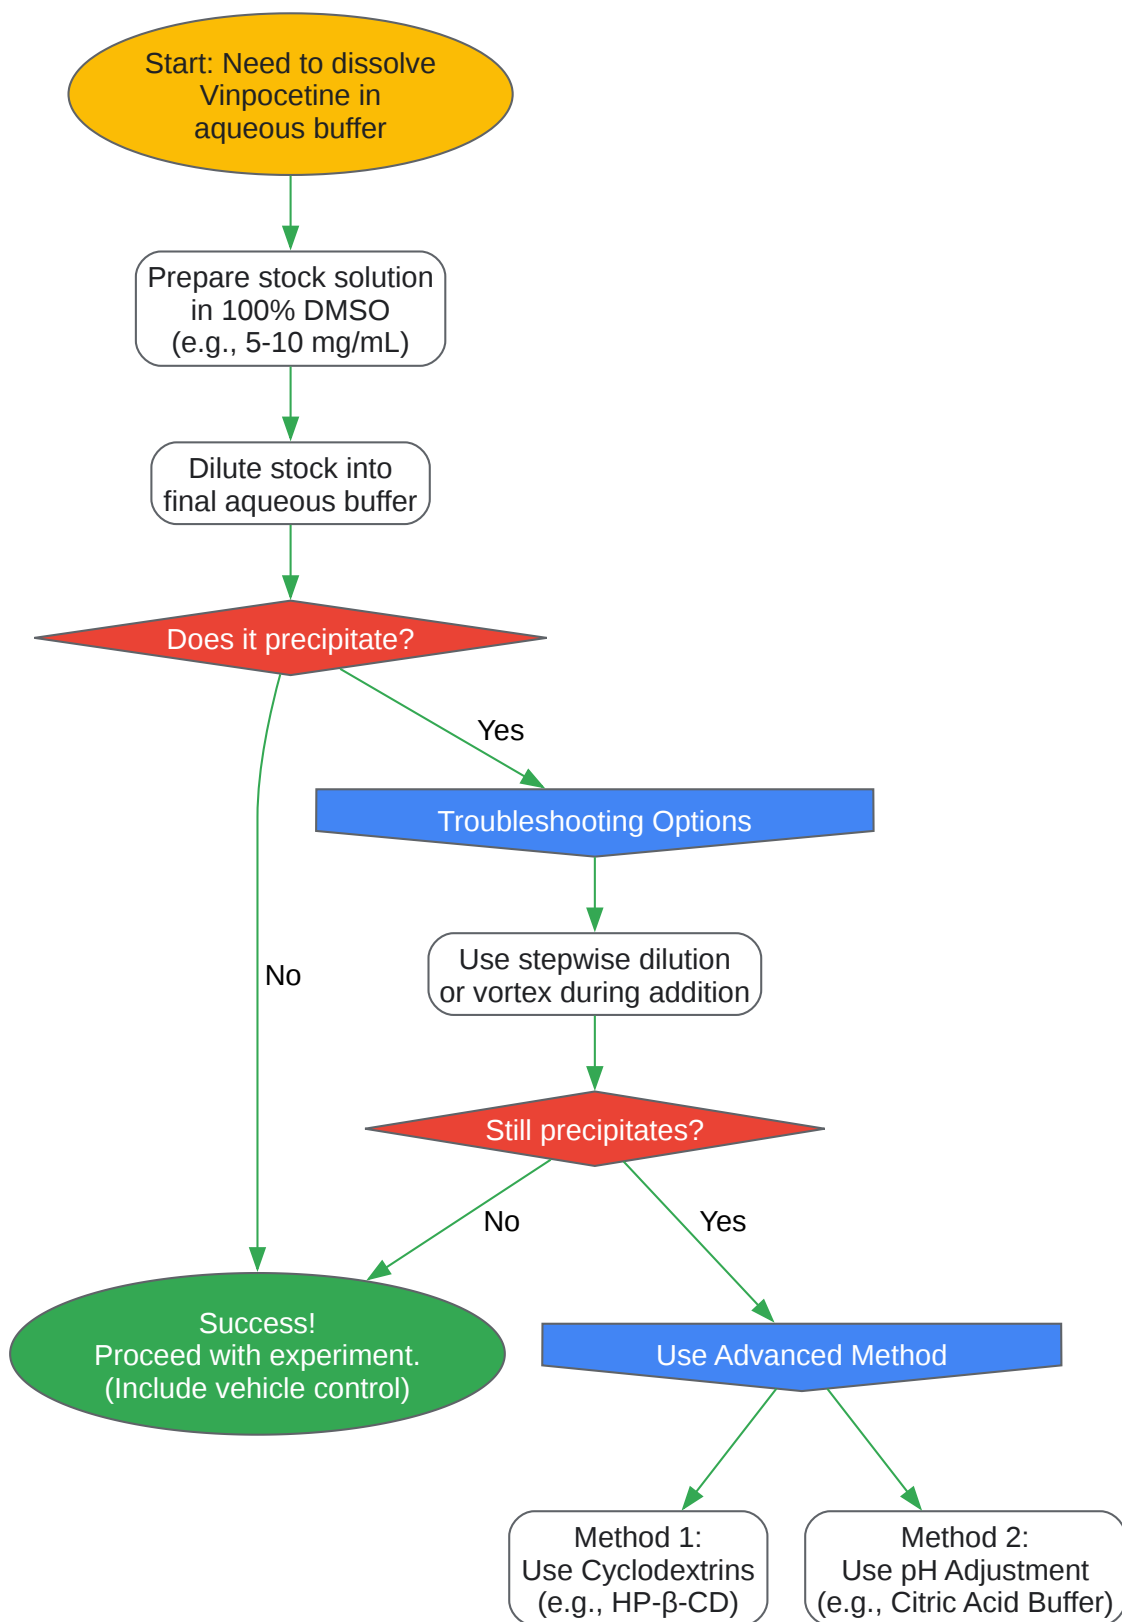 Start: Need to dissolve
Vinpocetine in
aqueous buffer
Prepare stock solution
in 100% DMSO
(e.g., 5-10 mg/mL)
Dilute stock into
final aqueous buffer
Does it precipitate?
Yes
Troubleshooting Options
Use stepwise dilution
or vortex during addition
No
Still precipitates?
No
Yes
Success!
Proceed with experiment.
(Include vehicle control)
Use Advanced Method
Method 1:
Use Cyclodextrins
(e.g., HP-β-CD)
Method 2:
Use pH Adjustment
(e.g., Citric Acid Buffer)